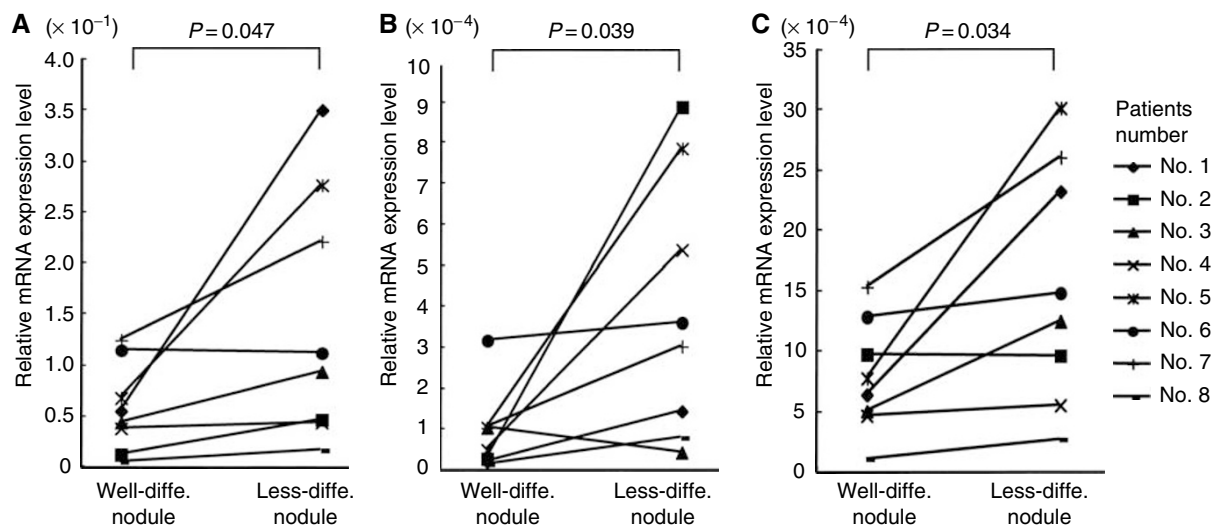 A (× 10⁻¹)
P = 0.047
Relative mRNA expression level
4.0
3.5
3.0
2.5
2.0
1.5
1.0
0.5
0
Well-diffe. nodule
Less-diffe. nodule
B (× 10⁻⁴)
P = 0.039
Relative mRNA expression level
10
9
8
7
6
5
4
3
2
1
0
Well-diffe. nodule
Less-diffe. nodule
C (× 10⁻⁴)
P = 0.034
Relative mRNA expression level
35
30
25
20
15
10
5
0
Well-diffe. nodule
Less-diffe. nodule
Patients
number
No. 1
No. 2
No. 3
No. 4
No. 5
No. 6
No. 7
No. 8